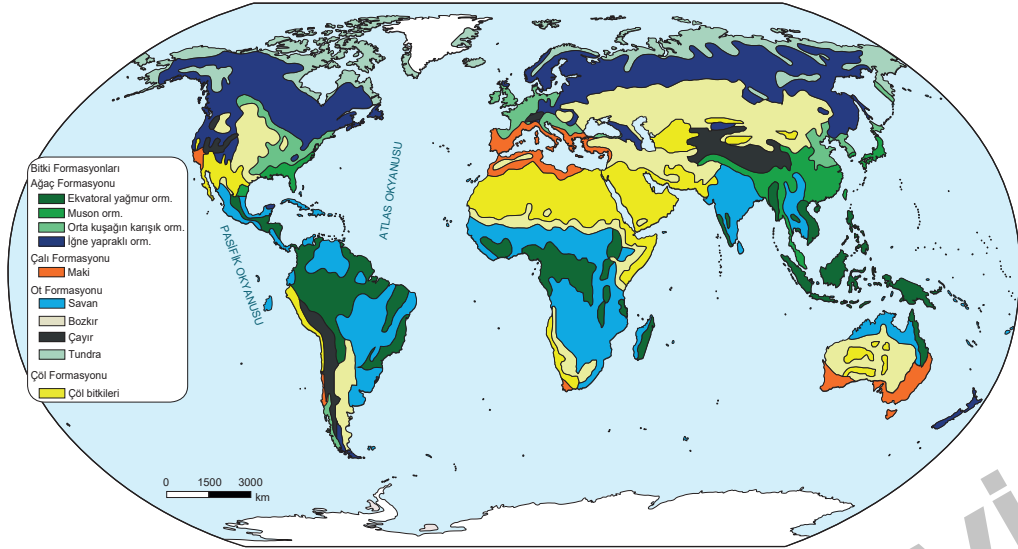 ATLAS OKYANUSU
PASİFİK OKYANUSU
Bitki Formasyonları
Ağaç Formasyonu
Ekvatoral yağmur orm.
Muson orm.
Orta kuşağın karışık orm.
İğne yapraklı orm.
Çalı Formasyonu
Maki
Ot Formasyonu
Savan
Bozkır
Çayır
Tundra
Çöl Formasyonu
Çöl bitkileri
0 1500 3000
km